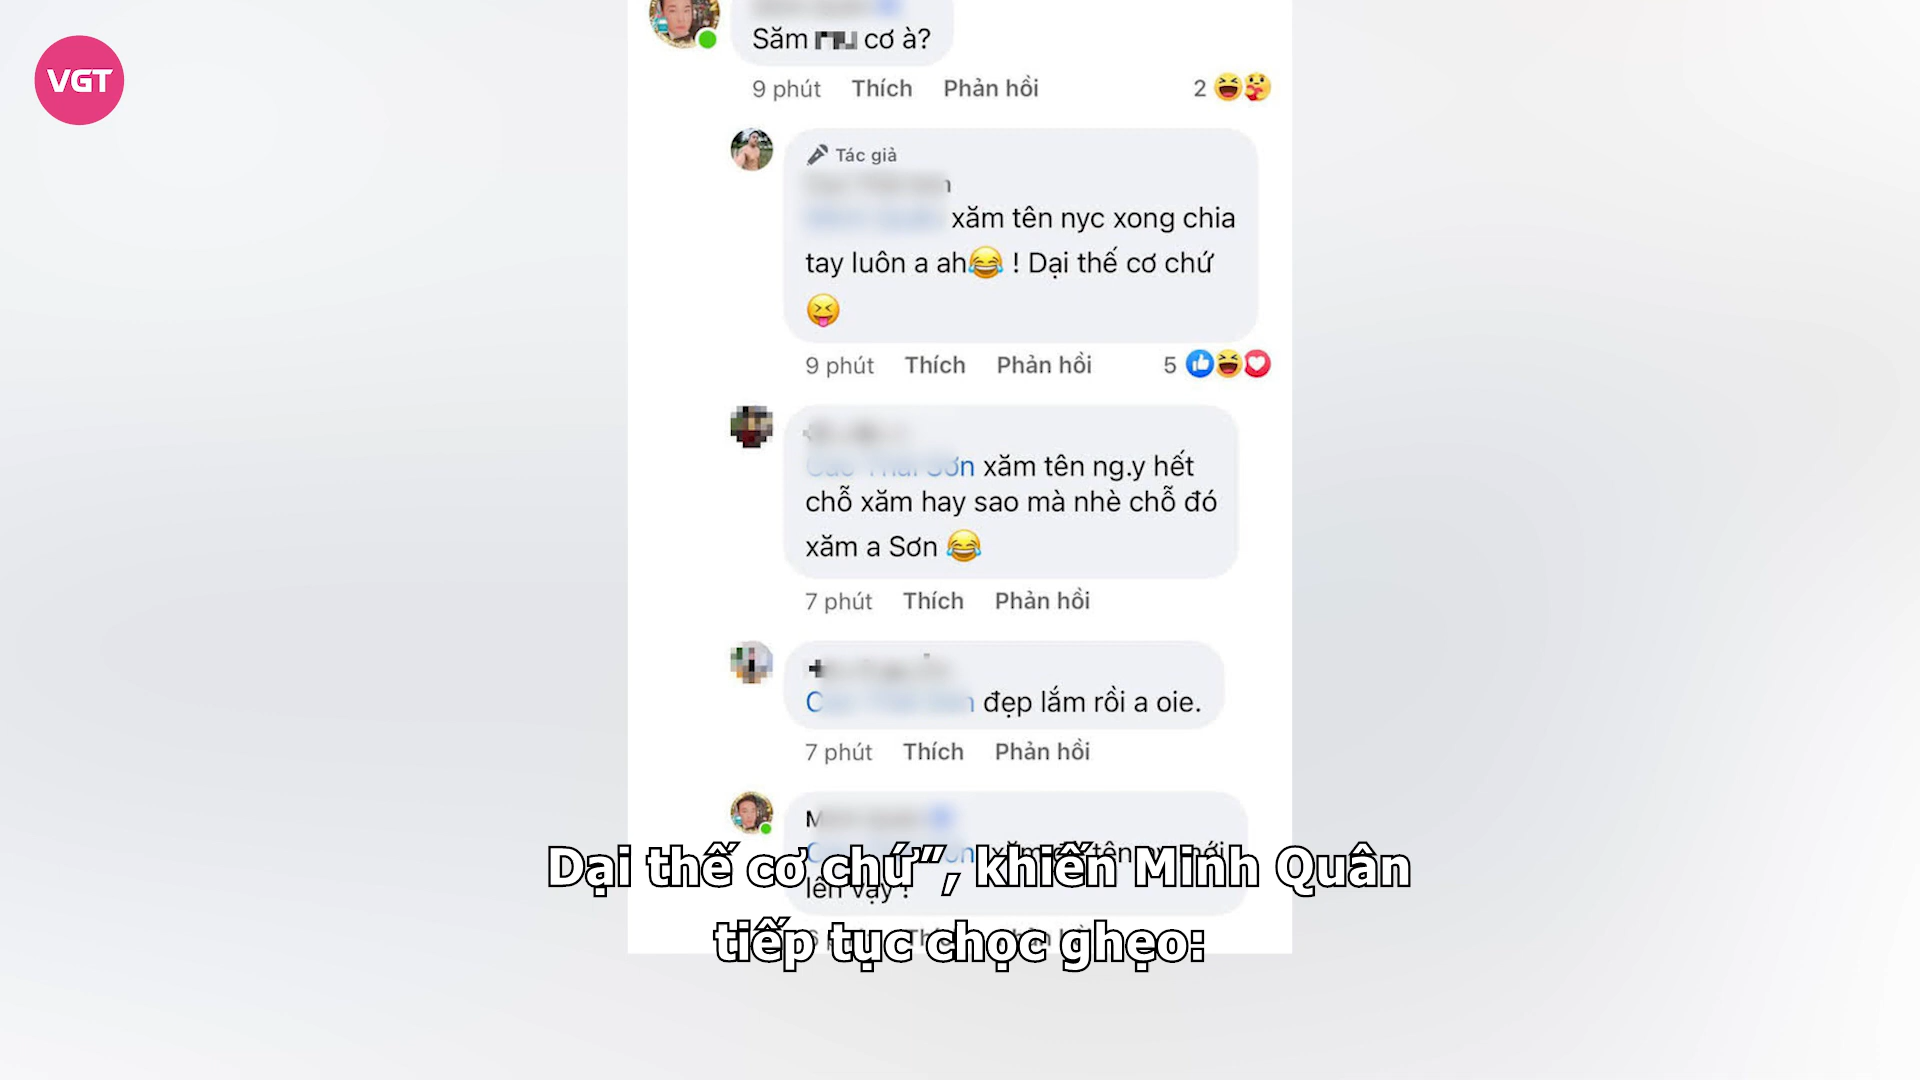 VGT
Săm cơ à?
9 phút Thích Phản hồi 2
Tác giả
xăm tên nyc xong chia
tay luôn a ah😂 ! Dại thế cơ chứ
😝
9 phút Thích Phản hồi 5
xăm tên ng.y hết
chỗ xăm hay sao mà nhè chỗ đó
xăm a Sơn 😂
7 phút Thích Phản hồi
đẹp lắm rồi a oie.
7 phút Thích Phản hồi
lên vậy !
Dại thế cơ chứ”, khiến Minh Quân
tiếp tục chọc ghẹo: